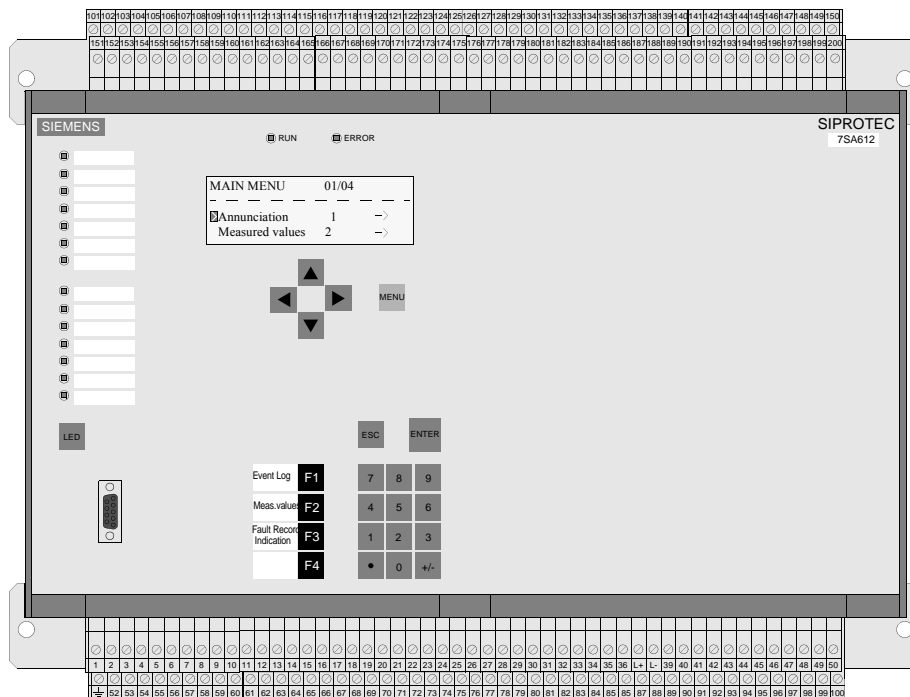 101 102 103 104 105 106 107 108 109 110 111 112 113 114 115 116 117 118 119 120 121 122 123 124 125 126 127 128 129 130 131 132 133 134 135 136 137 138 139 140 141 142 143 144 145 146 147 148 149 150
151 152 153 154 155 156 157 158 159 160 161 162 163 164 165 166 167 168 169 170 171 172 173 174 175 176 177 178 179 180 181 182 183 184 185 186 187 188 189 190 191 192 193 194 195 196 197 198 199 200
SIEMENS
SIPROTEC
7SA612
RUN ERROR
MAIN MENU 01/04
Annunciation 1
Measured values 2
MENU
LED
ESC ENTER
Event Log F1 7 8 9
Meas.values F2 4 5 6
Fault Record
Indication F3 1 2 3
F4 • 0 +/-
1 2 3 4 5 6 7 8 9 10 11 12 13 14 15 16 17 18 19 20 21 22 23 24 25 26 27 28 29 30 31 32 33 34 35 36 L+ L- 39 40 41 42 43 44 45 46 47 48 49 50
52 53 54 55 56 57 58 59 60 61 62 63 64 65 66 67 68 69 70 71 72 73 74 75 76 77 78 79 80 81 82 83 84 85 85 87 88 89 90 91 92 93 94 95 96 97 98 99 100